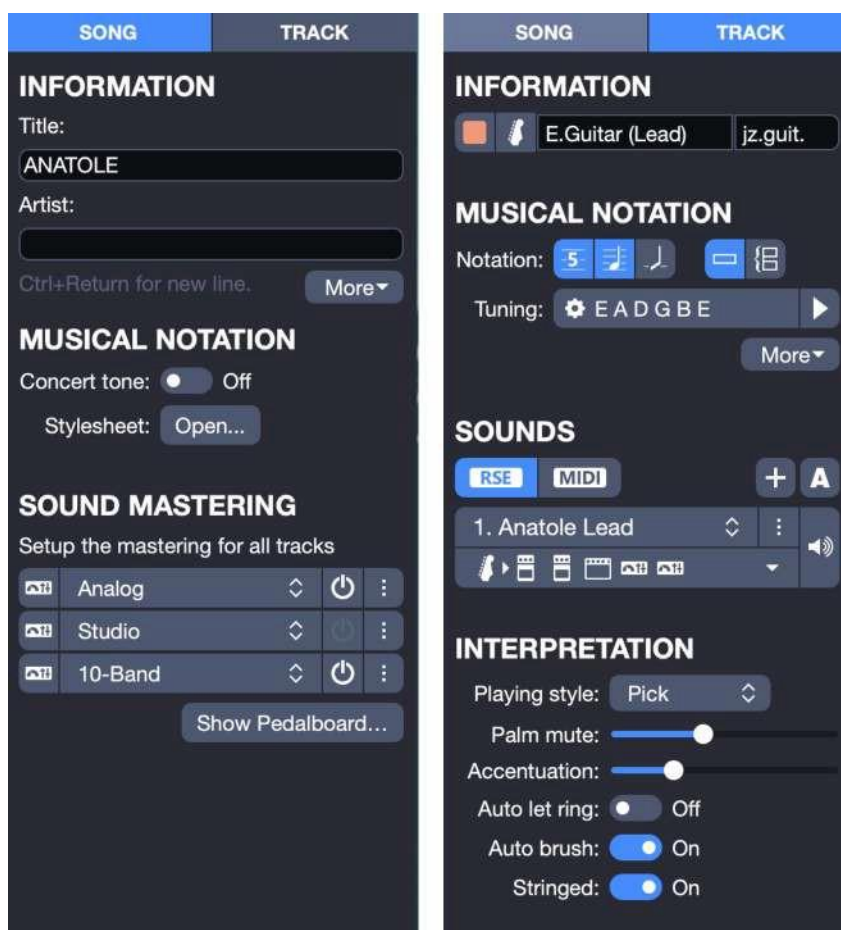 SONG TRACK
INFORMATION
Title:
ANATOLE
Artist:
Ctrl+Return for new line. More
MUSICAL NOTATION
Concert tone: Off
Stylesheet: Open...
SOUND MASTERING
Setup the mastering for all tracks
Analog
Studio
10-Band
Show Pedalboard...
SONG TRACK
INFORMATION
E.Guitar (Lead) jz.guit.
MUSICAL NOTATION
Notation: 5
Tuning: E A D G B E
More
SOUNDS
RSE MIDI A
1. Anatole Lead
INTERPRETATION
Playing style: Pick
Palm mute:
Accentuation:
Auto let ring: Off
Auto brush: On
Stringed: On